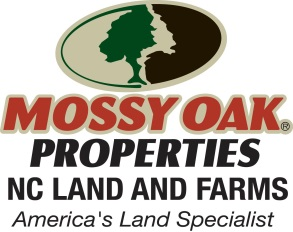 MOSSY OAK®
PROPERTIES
NC LAND AND FARMS
America's Land Specialist